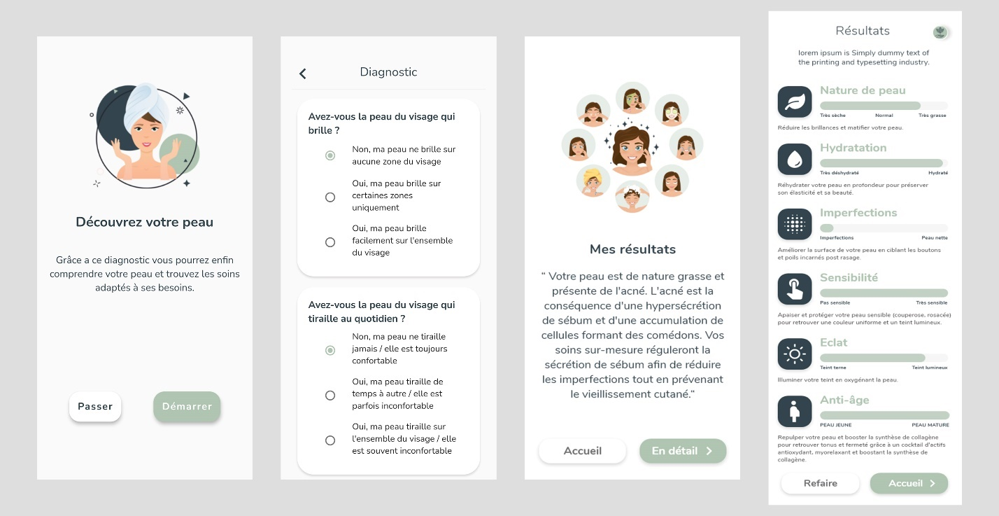 Découvrez votre peau
Grâce a ce diagnostic vous pourrez enfin
comprendre votre peau et trouvez les soins
adaptés à ses besoins.
Passer
Démarrer
Diagnostic
Avez-vous la peau du visage qui
brille ?
Non, ma peau ne brille sur
aucune zone du visage
Oui, ma peau brille sur
certaines zones
uniquement
Oui, ma peau brille
facilement sur l'ensemble
du visage
Avez-vous la peau du visage qui
tiraille au quotidien ?
Non, ma peau ne tiraille
jamais / elle est toujours
confortable
Oui, ma peau tiraille de
temps à autre / elle est
parfois inconfortable
Oui, ma peau tiraille sur
l'ensemble du visage / elle
est souvent inconfortable
Mes résultats
“ Votre peau est de nature grasse et
présente de l'acné. L'acné est la
conséquence d'une hypersécrétion
de sébum et d'une accumulation de
cellules formant des comédons. Vos
soins sur-mesure réguleront la
sécrétion de sébum afin de réduire
les imperfections tout en prévenant
le vieillissement cutané.“
Accueil
En détail
Résultats
lorem ipsum is Simply dummy text of
the printing and typesetting industry.
Nature de peau
Très sèche Normal Très grasse
Réduire les brillances et matifier votre peau.
Hydratation
Très déshydraté Hydraté
Réhydrater votre peau en profondeur pour préserver
son élasticité et sa beauté.
Imperfections
Imperfections Peau nette
Améliorer la surface de votre peau en ciblant les boutons
et poils incarnés post rasage.
Sensibilité
Pas sensible Très sensible
Apaiser et protéger votre peau sensible (couperose, rosacée)
pour retrouver une couleur uniforme et un teint lumineux.
Eclat
Teint terne Teint lumineux
Illuminer votre teint en oxygénant la peau.
Anti-âge
PEAU JEUNE PEAU MATURE
Repulper votre peau et booster la synthèse de collagène
pour retrouver tonus et fermeté grâce à un cocktail d'actifs
antioxydant, myorelaxant et boostant la synthèse de
collagène.
Refaire
Accueil